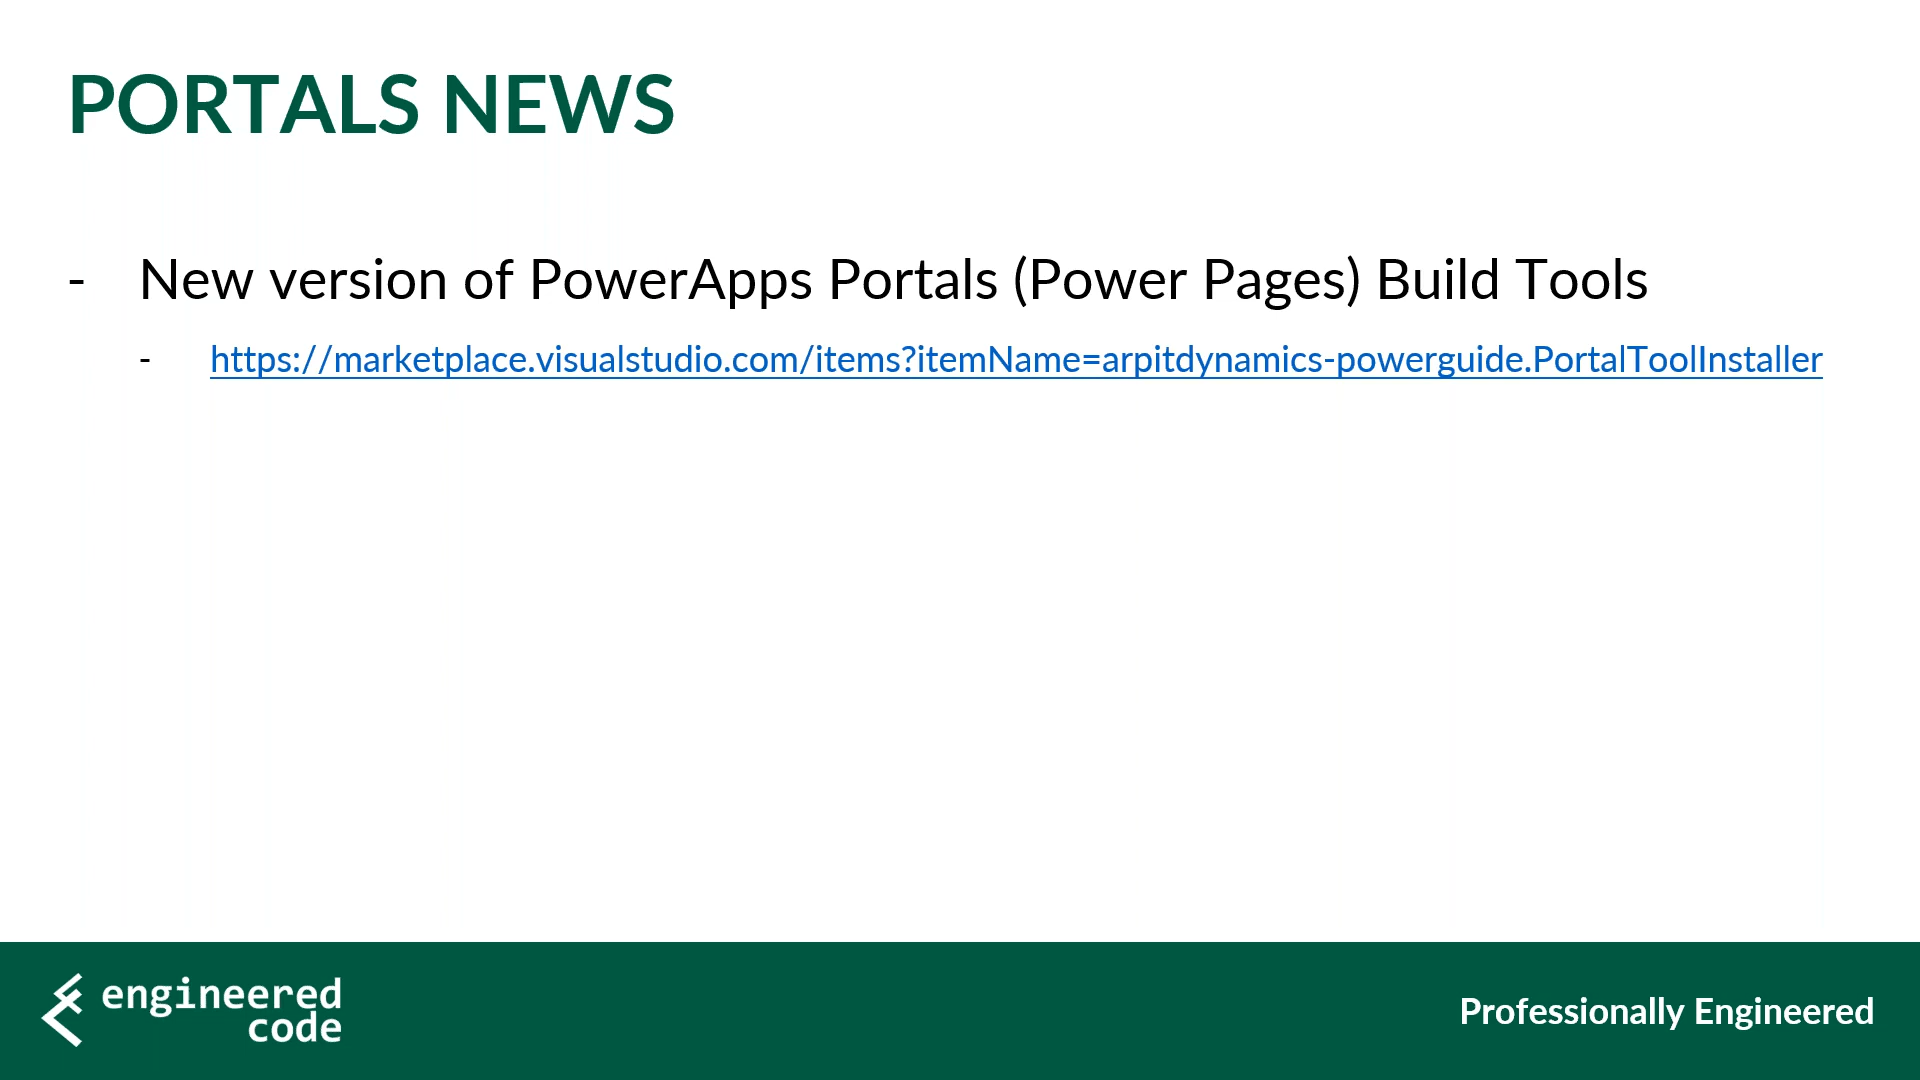 PORTALS NEWS
- New version of PowerApps Portals (Power Pages) Build Tools
- https://marketplace.visualstudio.com/items?itemName=arpitdynamics-powerguide.PortalToolInstaller
engineered
code
Professionally Engineered